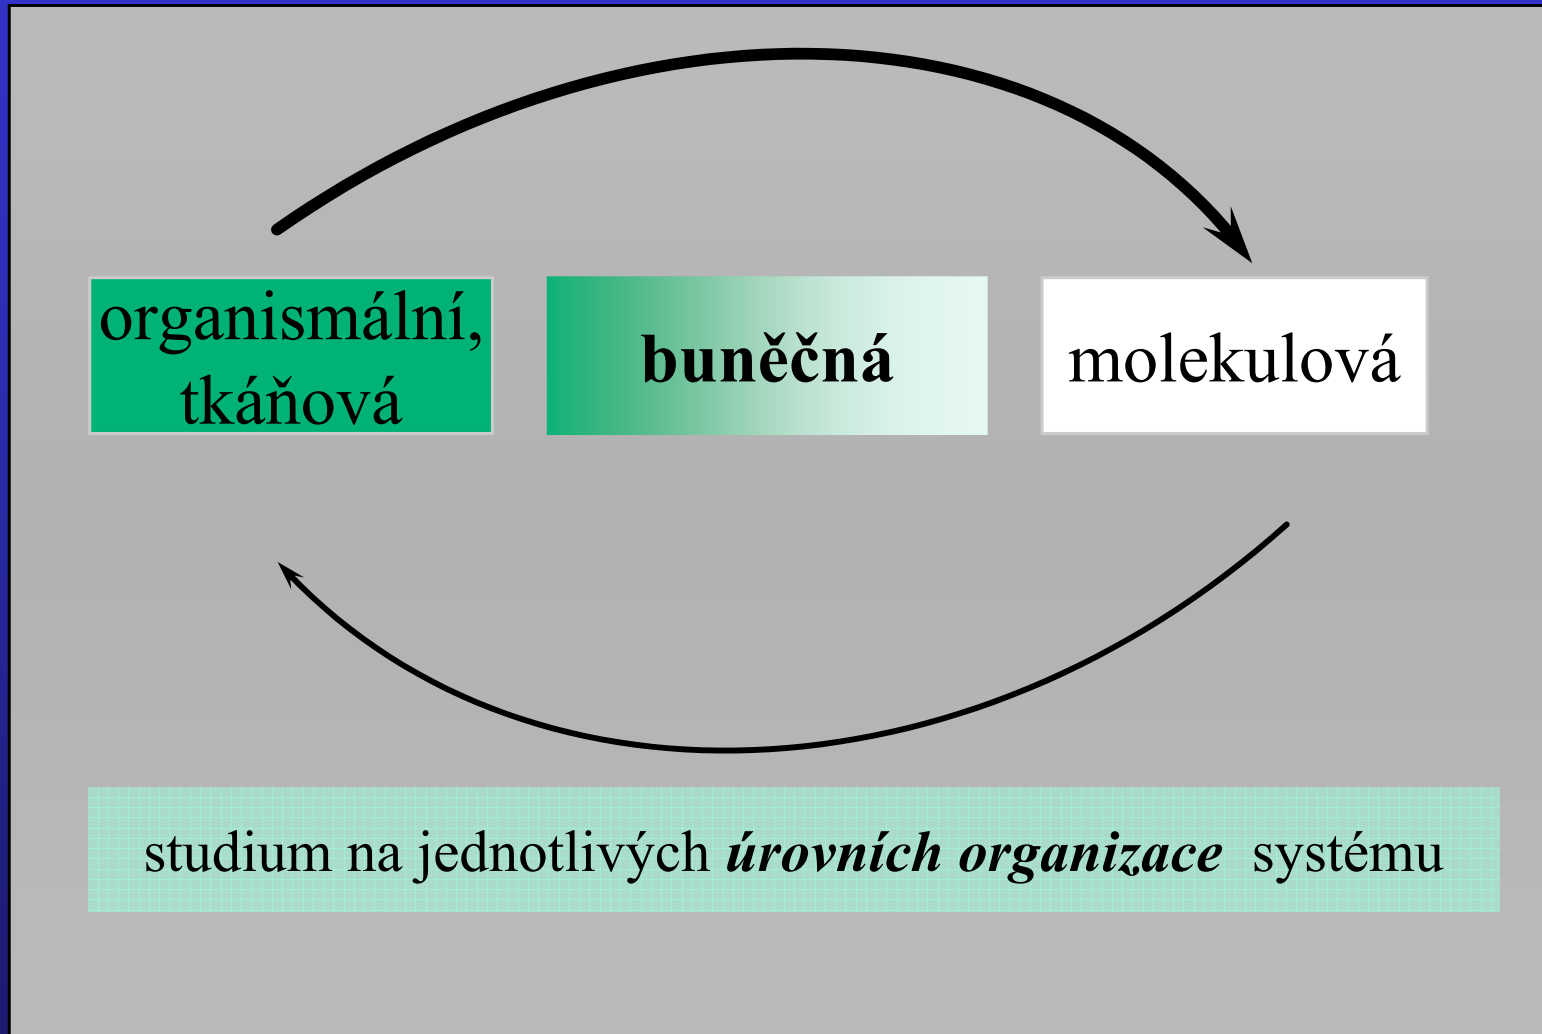 organismální,
tkáňová
buněčná
molekulová
studium na jednotlivých úrovních organizace systému